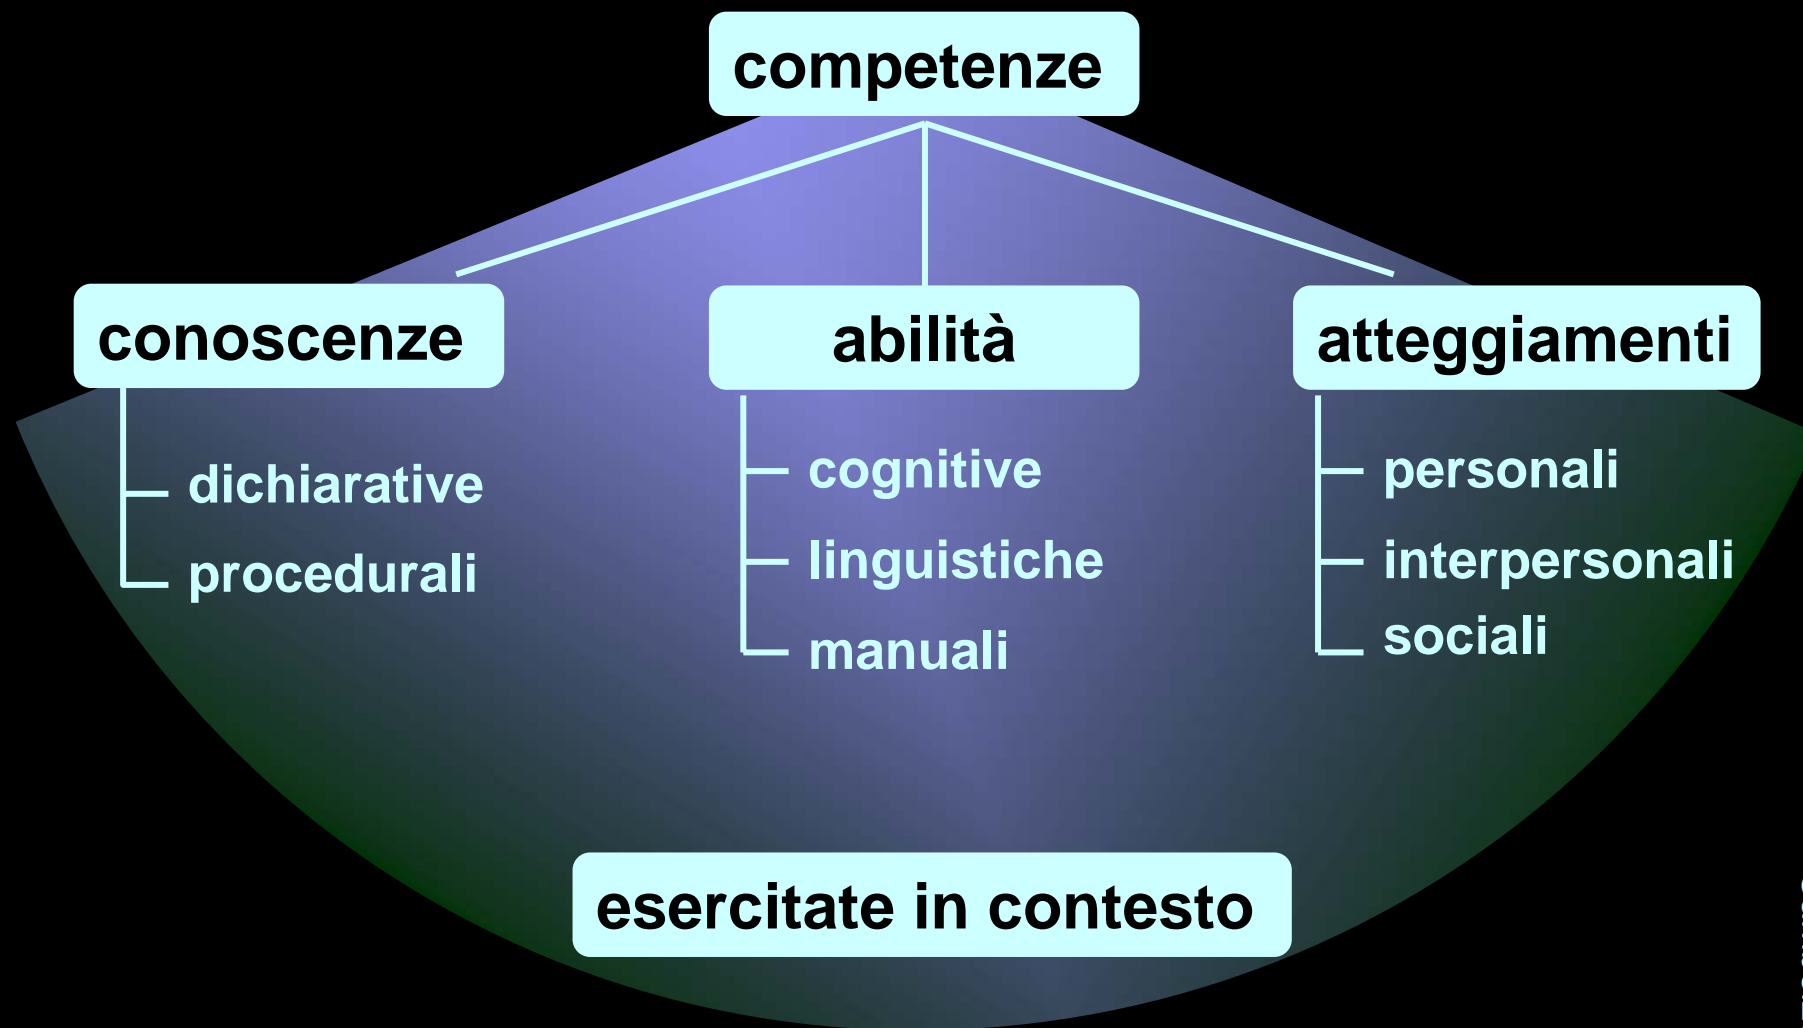 competenze
conoscenze
dichiarative
procedurali
abilità
cognitive
linguistiche
manuali
atteggiamenti
personali
interpersonali
sociali
esercitate in contesto